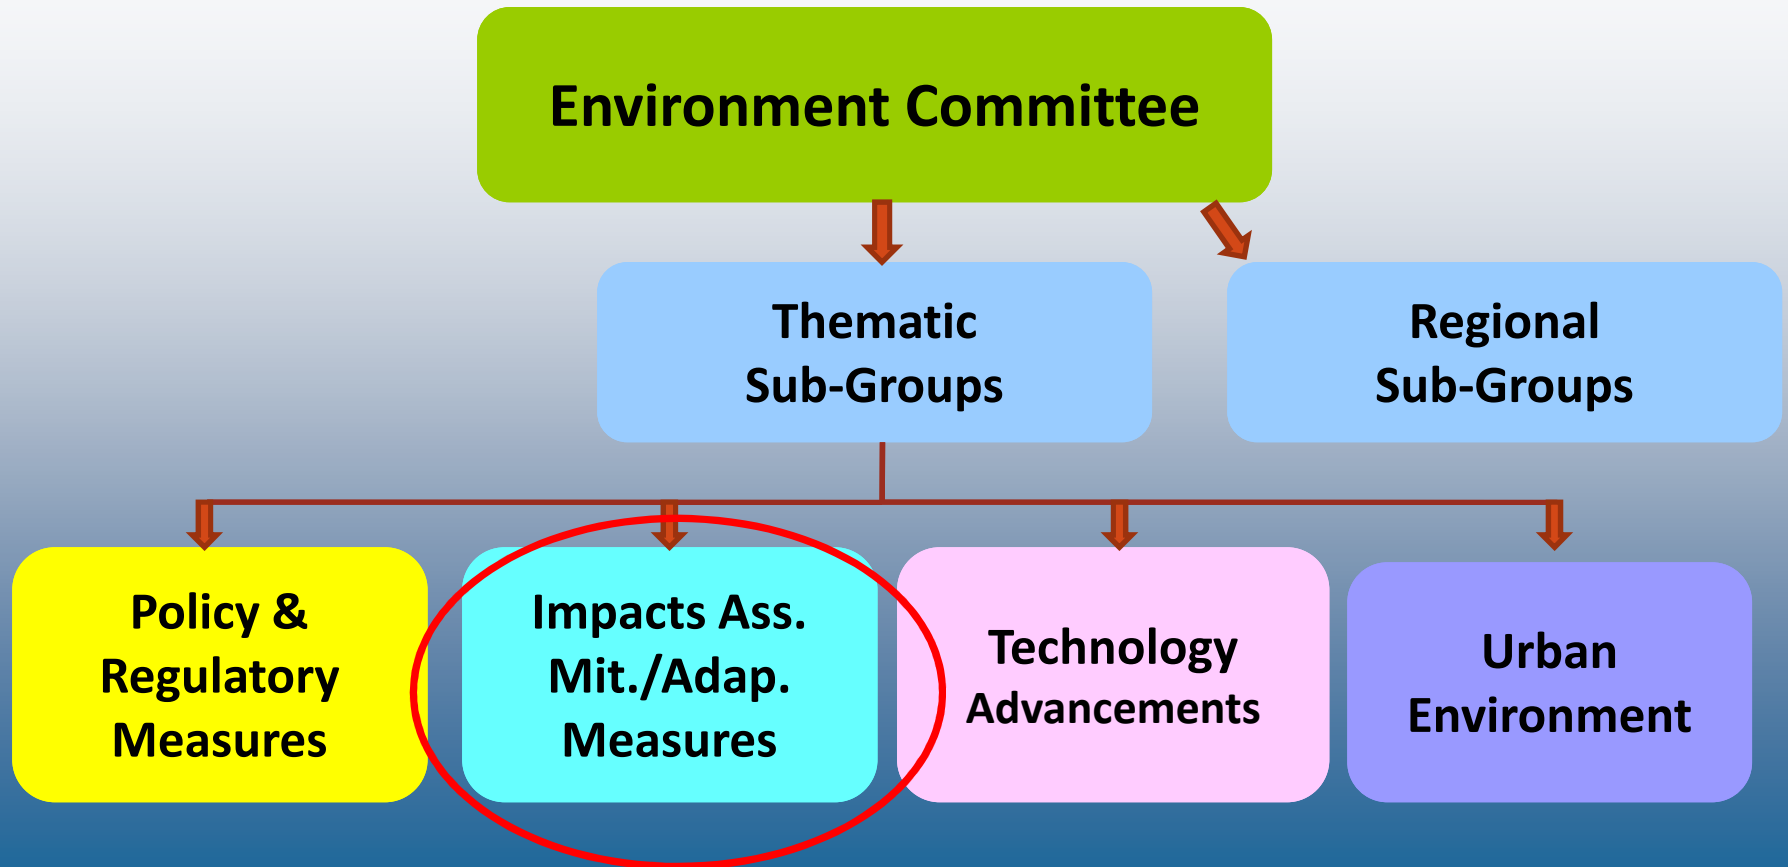 Environment Committee
Thematic
Sub-Groups
Regional
Sub-Groups
Policy &
Regulatory
Measures
Impacts Ass.
Mit./Adap.
Measures
Technology
Advancements
Urban
Environment